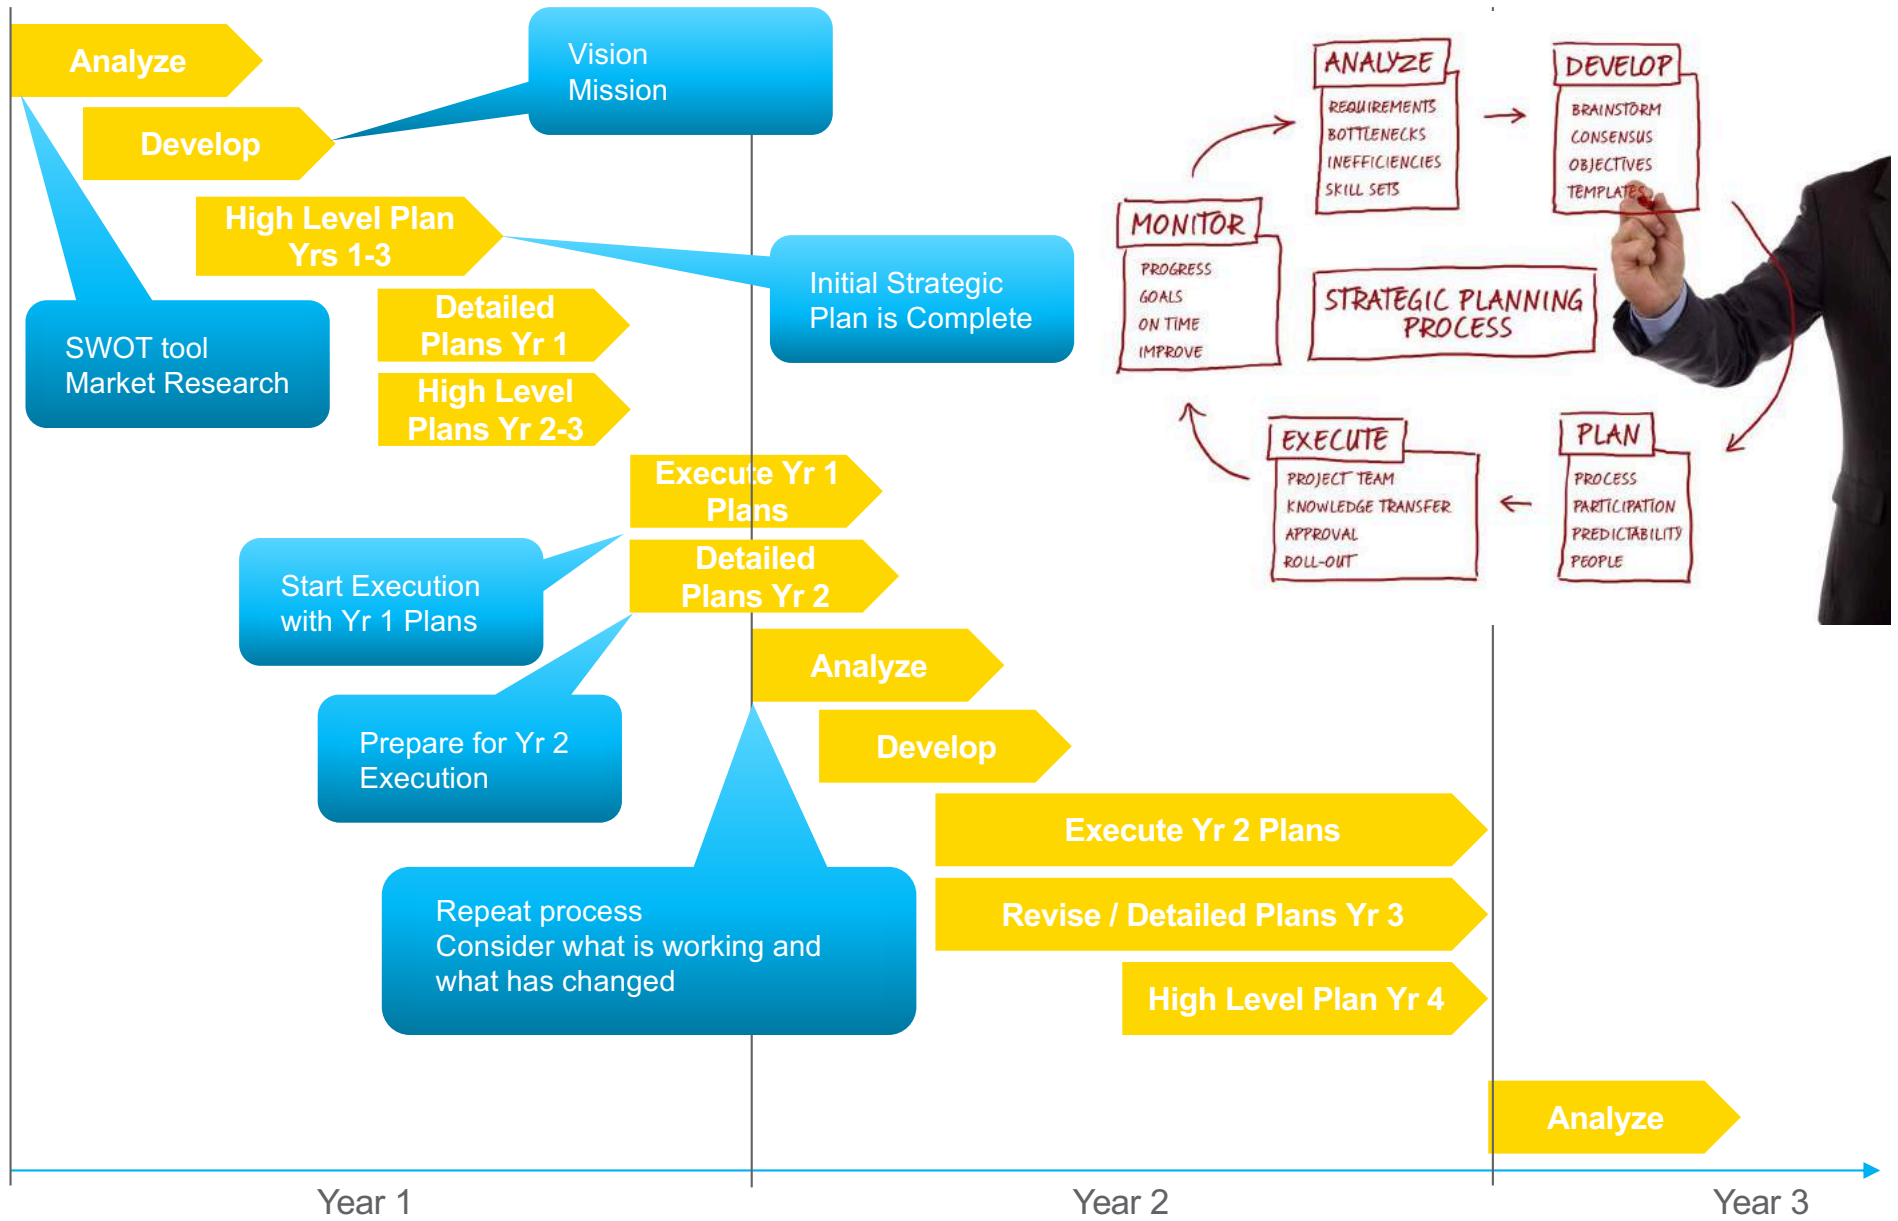 Analyze
Develop
Vision
Mission
High Level Plan
Yrs 1-3
Initial Strategic
Plan is Complete
SWOT tool
Market Research
Detailed
Plans Yr 1
High Level
Plans Yr 2-3
Execute Yr 1
Plans
Start Execution
with Yr 1 Plans
Detailed
Plans Yr 2
Prepare for Yr 2
Execution
Analyze
Develop
Execute Yr 2 Plans
Repeat process
Consider what is working and
what has changed
Revise / Detailed Plans Yr 3
High Level Plan Yr 4
Analyze
Year 1
Year 2
Year 3
ANALYZE
REQUIREMENTS
BOTTLENECKS
INEFFICIENCIES
SKILL SETS
DEVELOP
BRAINSTORM
CONSENSUS
OBJECTIVES
TEMPLATES
MONITOR
PROGRESS
GOALS
ON TIME
IMPROVE
STRATEGIC PLANNING
PROCESS
EXECUTE
PROJECT TEAM
KNOWLEDGE TRANSFER
APPROVAL
ROLL-OUT
PLAN
PROCESS
PARTICIPATION
PREDICTABILITY
PEOPLE